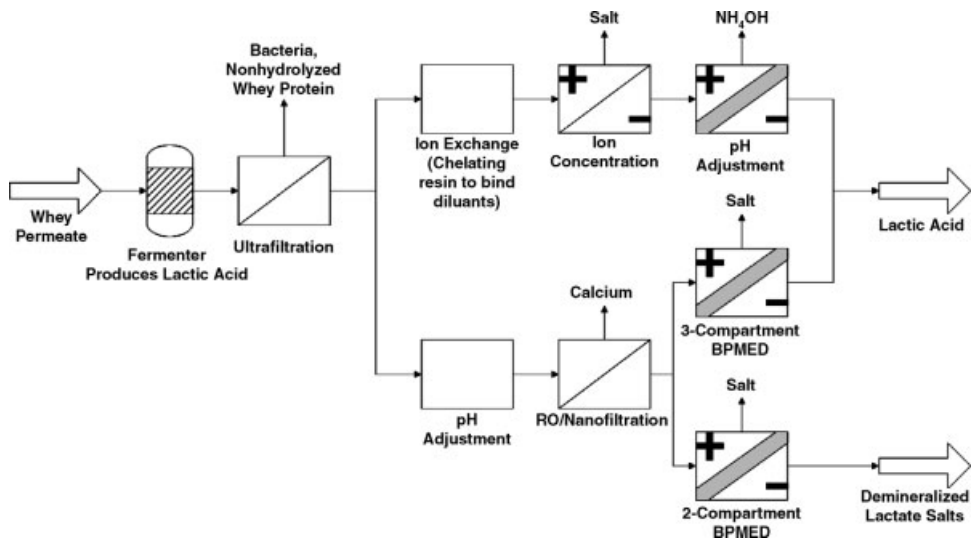 Salt
NH4OH
Bacteria,
Nonhydrolyzed
Whey Protein
Ion Exchange
(Chelating
resin to bind
diluants)
Ion
Concentration
pH
Adjustment
Whey
Permeate
Fermenter
Produces Lactic Acid
Ultrafiltration
Salt
Lactic Acid
Calcium
3-Compartment
BPMED
pH
Adjustment
RO/Nanofiltration
Salt
2-Compartment
BPMED
Demineralized
Lactate Salts